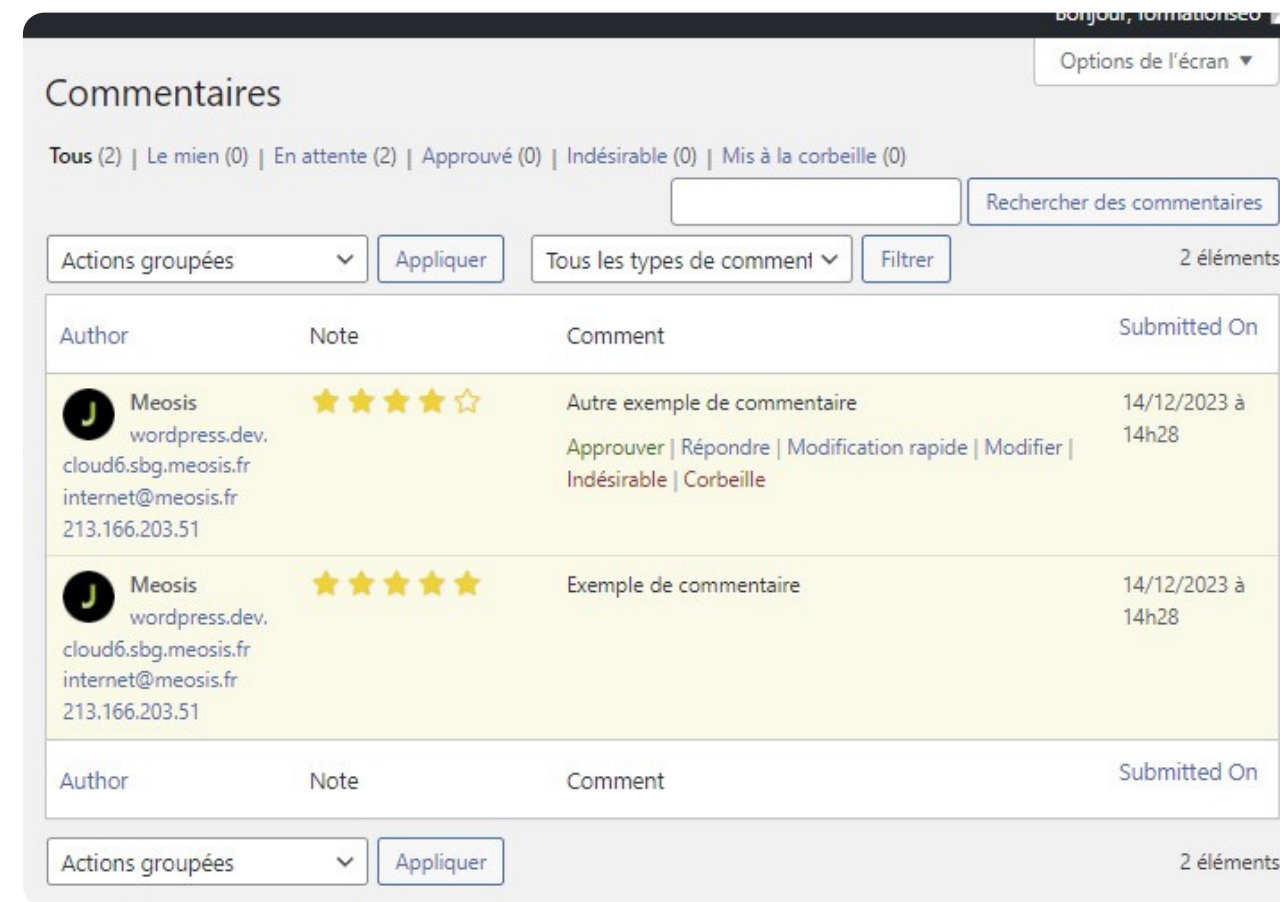 Bonjour, formationseo
Options de l'écran ▼
Commentaires
Tous (2) | Le mien (0) | En attente (2) | Approuvé (0) | Indésirable (0) | Mis à la corbeille (0)
Rechercher des commentaires
Actions groupées Appliquer Tous les types de comment Filtrer 2 éléments
Author Note Comment Submitted On
Meosis Autre exemple de commentaire 14/12/2023 à
wordpress.dev. 14h28
cloud6.sbg.meosis.fr Approuver | Répondre | Modification rapide | Modifier |
internet@meosis.fr Indésirable | Corbeille
213.166.203.51
Meosis Exemple de commentaire 14/12/2023 à
wordpress.dev. 14h28
cloud6.sbg.meosis.fr
internet@meosis.fr
213.166.203.51
Author Note Comment Submitted On
Actions groupées Appliquer 2 éléments